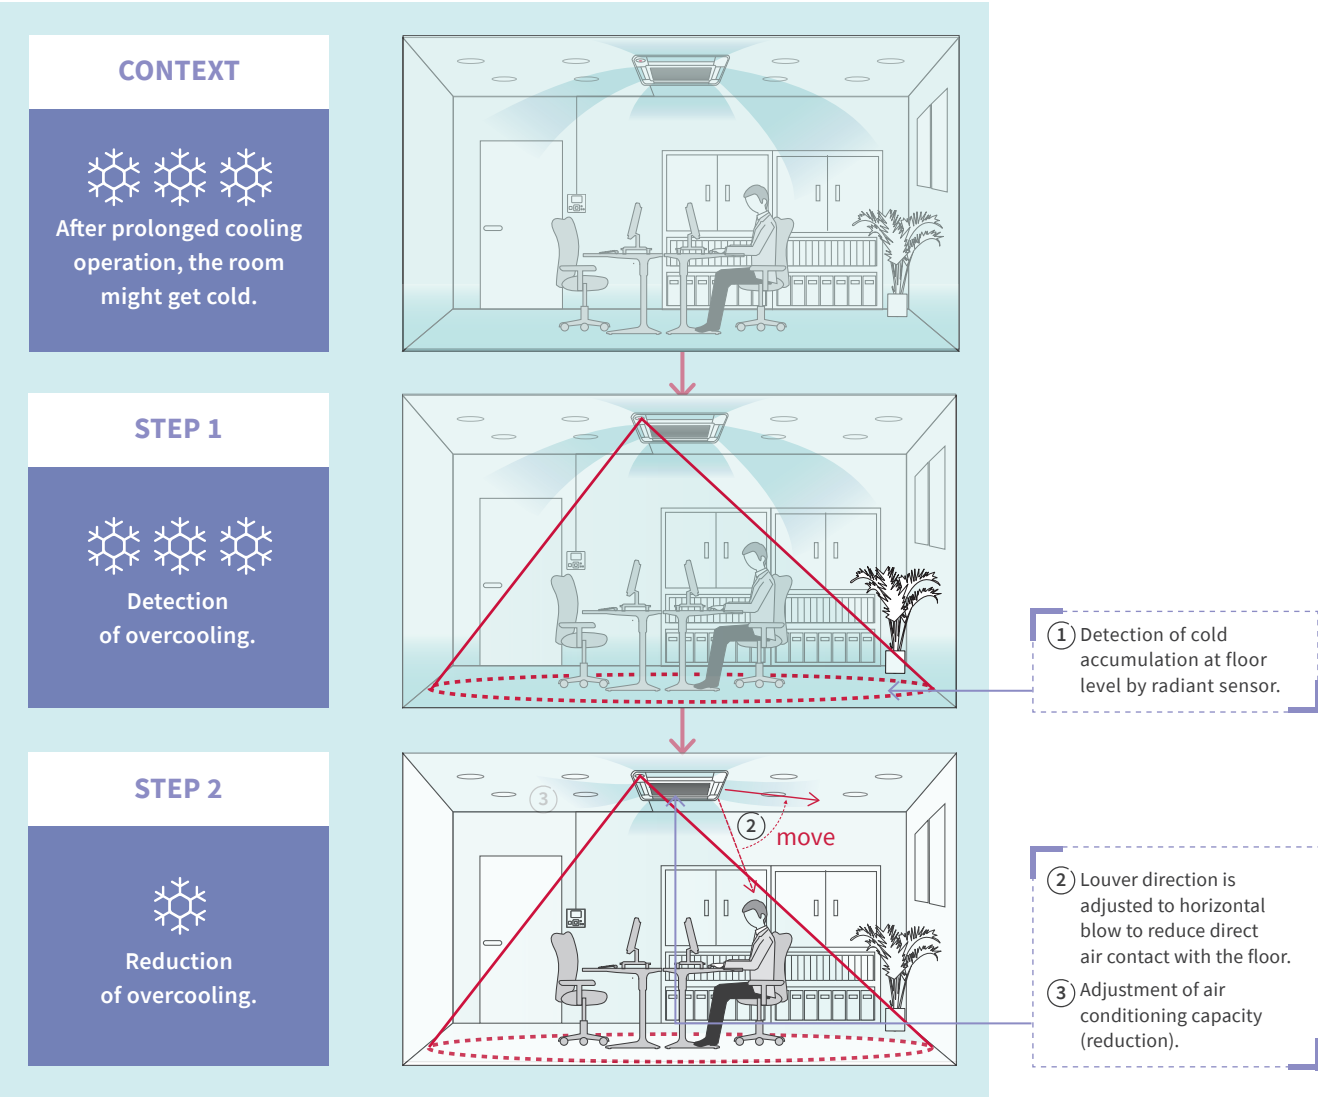 CONTEXT
After prolonged cooling
operation, the room
might get cold.
STEP 1
Detection
of overcooling.
1 Detection of cold
accumulation at floor
level by radiant sensor.
STEP 2
Reduction
of overcooling.
3
2
move
2 Louver direction is
adjusted to horizontal
blow to reduce direct
air contact with the floor.
3 Adjustment of air
conditioning capacity
(reduction).